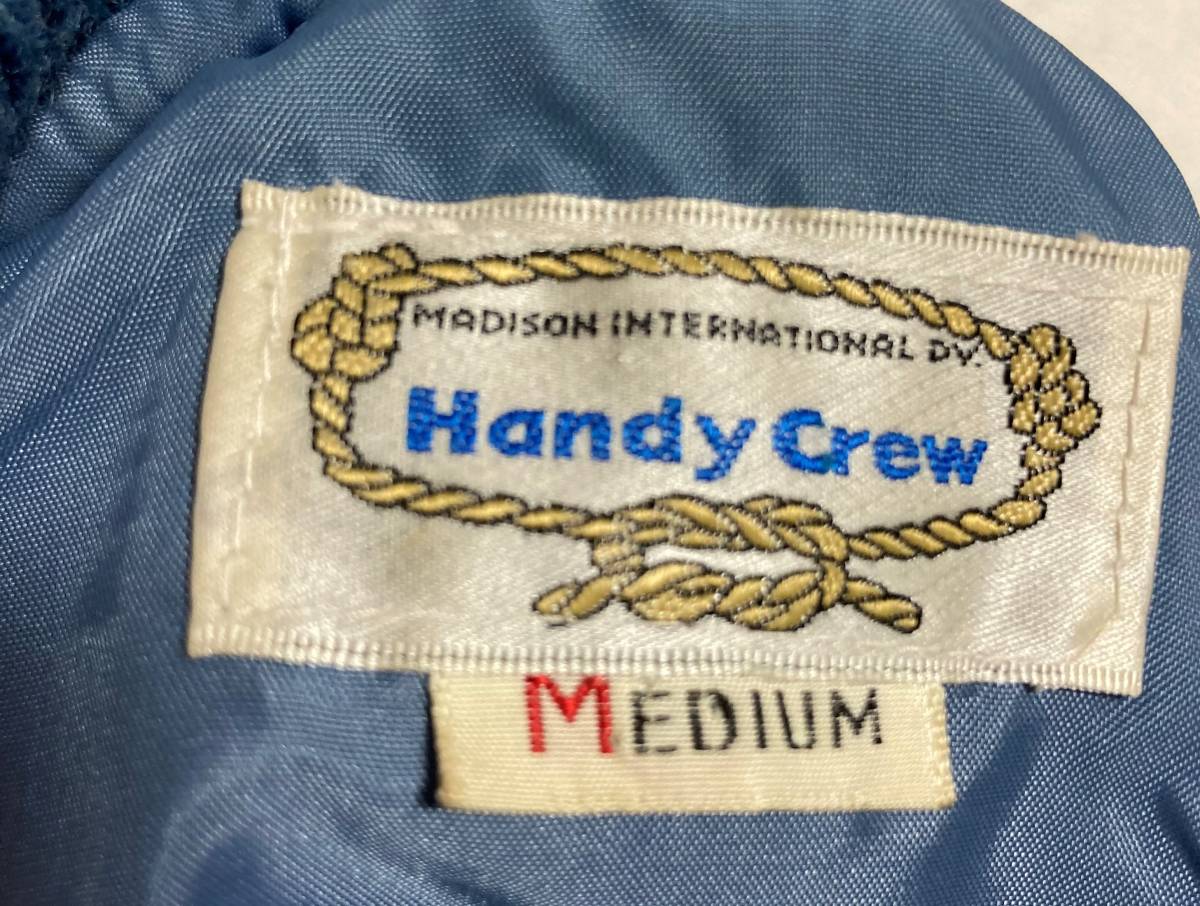 MADISON INTERNATIONAL DV.
Handy Crew
MEDIUM